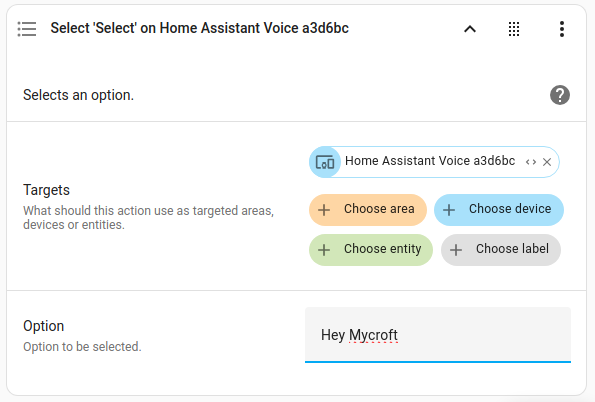 Select 'Select' on Home Assistant Voice a3d6bc
Selects an option.
Home Assistant Voice a3d6bc
Targets
What should this action use as targeted areas,
devices or entities.
Choose area
Choose device
Choose entity
Choose label
Option
Option to be selected.
Hey Mycroft